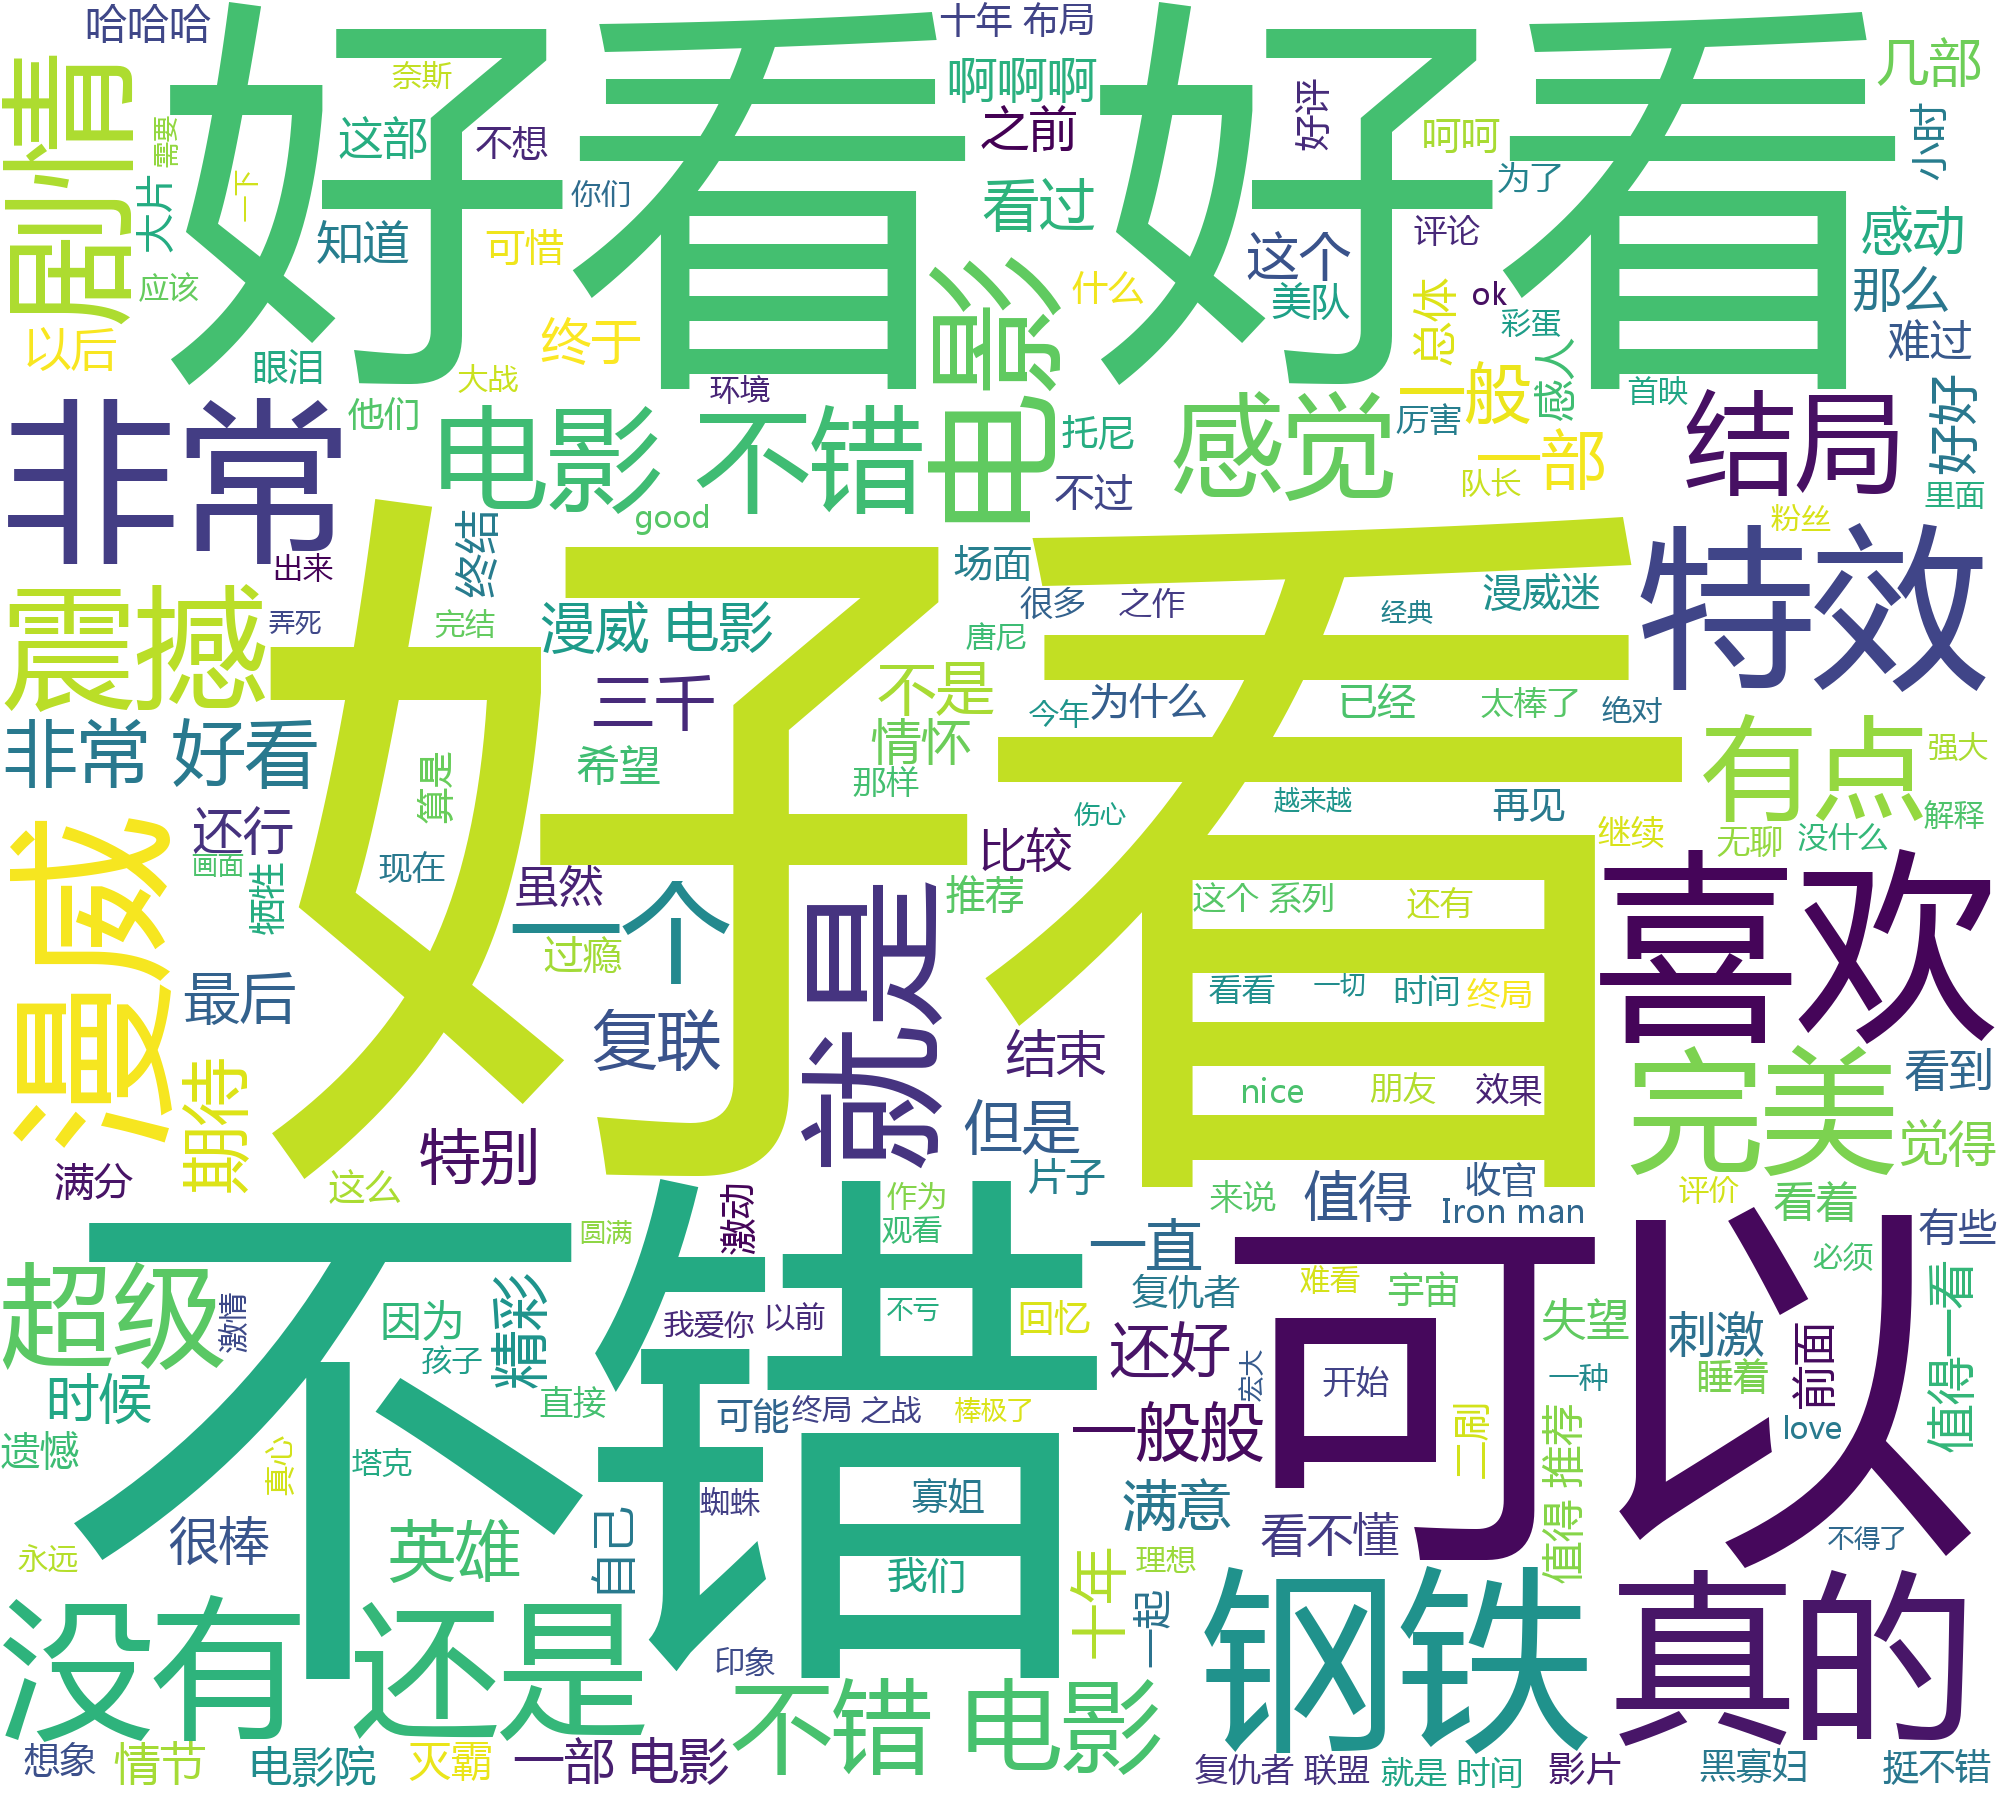 哈哈哈
好看 好看
十年 布局
几部
剧情
奈斯
啊啊啊
好评
之前
这部
不想
呵呵
小时
需要
大片
一下
你们
看过
为了
知道
可惜
这个
评论
感动
应该
什么
美队
ok
那么
以后
终于
电影
总体
彩蛋
难过
眼泪
大战
环境
一般
感人
首映
好好
他们
电影 不错
托尼
感觉
厉害
结局
非常
不过
一部
队长
里面
good
粉丝
终结
好看
特效
出来
场面
震撼
弄死
完结
漫威 电影
很多
之作
经典
漫威迷
唐尼
三千
不是
今年
为什么
已经
太棒了
绝对
非常 好看
情怀
有点
强大
希望
那样
算是
伤心
越来越
再见
继续
无聊
没什么
解释
还行
漫威
画面
现在
虽然
比较
牺牲
推荐
这个 系列
还有
喜欢
一个
过瘾
就是
最后
看看
一切
时间
终局
复联
结束
完美
看到
期待
nice
朋友
效果
特别
但是
觉得
满分
这么
片子
来说
值得
收官
评价
看着
激动
作为
Iron man
不错
圆满
观看
一直
可以
有些
超级
激情
因为
精彩
我爱你
以前
不亏
回忆
复仇者
难看
宇宙
必须
值得一看
孩子
还好
失望
刺激
时候
直接
可能
终局 之战
棒极了
宏大
开始
一种
睡着
前面
遗憾
真心
塔克
一般般
二刷
值得 推荐
love
很棒
英雄
自己
蜘蛛
寡姐
满意
看不懂
不得了
永远
我们
十年
理想
一起
钢铁
真的
没有
还是
印象
不错 电影
想象
情节
电影院
灭霸
一部 电影
复仇者 联盟
就是 时间
影片
黑寡妇
挺不错